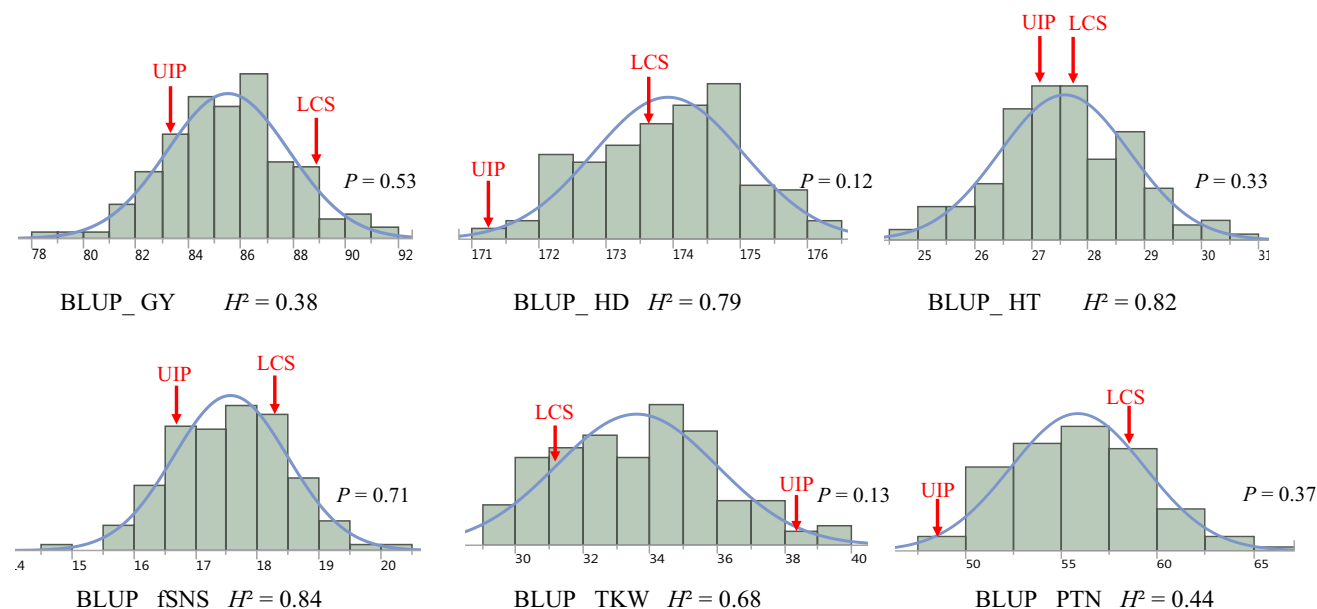 UIP
LCS
P = 0.53
78 80 82 84 86 88 90 92
BLUP_ GY H² = 0.38
LCS
UIP
P = 0.12
171 172 173 174 175 176
BLUP_ HD H² = 0.79
UIP LCS
P = 0.33
25 26 27 28 29 30 31
BLUP_ HT H² = 0.82
UIP LCS
P = 0.71
.4 15 16 17 18 19 20
BLUP fSNS H² = 0.84
LCS
UIP
P = 0.13
30 32 34 36 38 40
BLUP TKW H² = 0.68
LCS
UIP
P = 0.37
50 55 60 65
BLUP PTN H² = 0.44